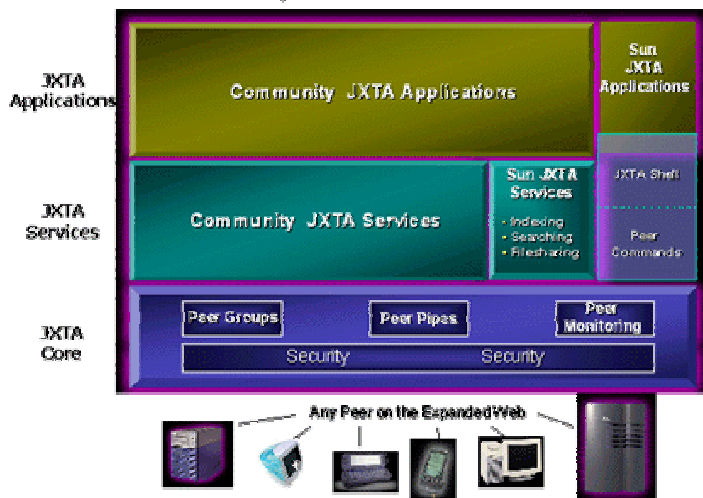 JXTA
Applications
Community JXTA Applications
Sun
JXTA
Applications
JXTA
Services
Community JXTA Services
Sun JXTA
Services
• Indexing
• Searching
• Filesharing
JXTA Shell
Peer
Commands
JXTA
Core
Peer Groups
Peer Pipes
Peer
Monitoring
Security Security
Any Peer on the Expanded Web